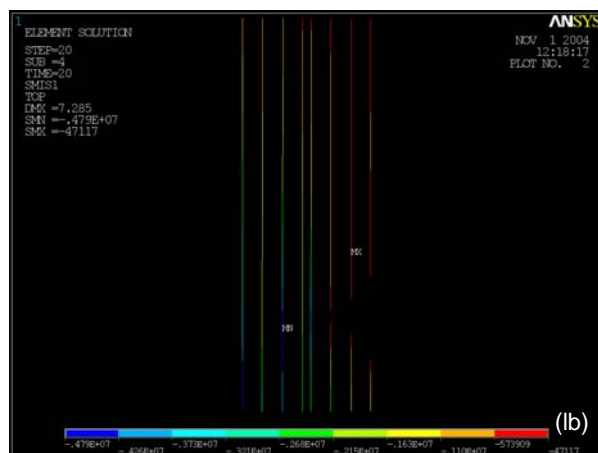 1
ANSYS
ELEMENT SOLUTION
STEP=20
SUB =4
TIME=20
SMIS1
TOP
DMX =7.285
SMN =-.479E+07
SMX =-47117
NOV 1 2004
12:18:17
PLOT NO. 2
MX
MN
(lb)
-.479E+07 -.373E+07 -.268E+07 -.163E+07 -573909
-.426E+07 -.321E+07 -.215E+07 -.110E+07 -47117